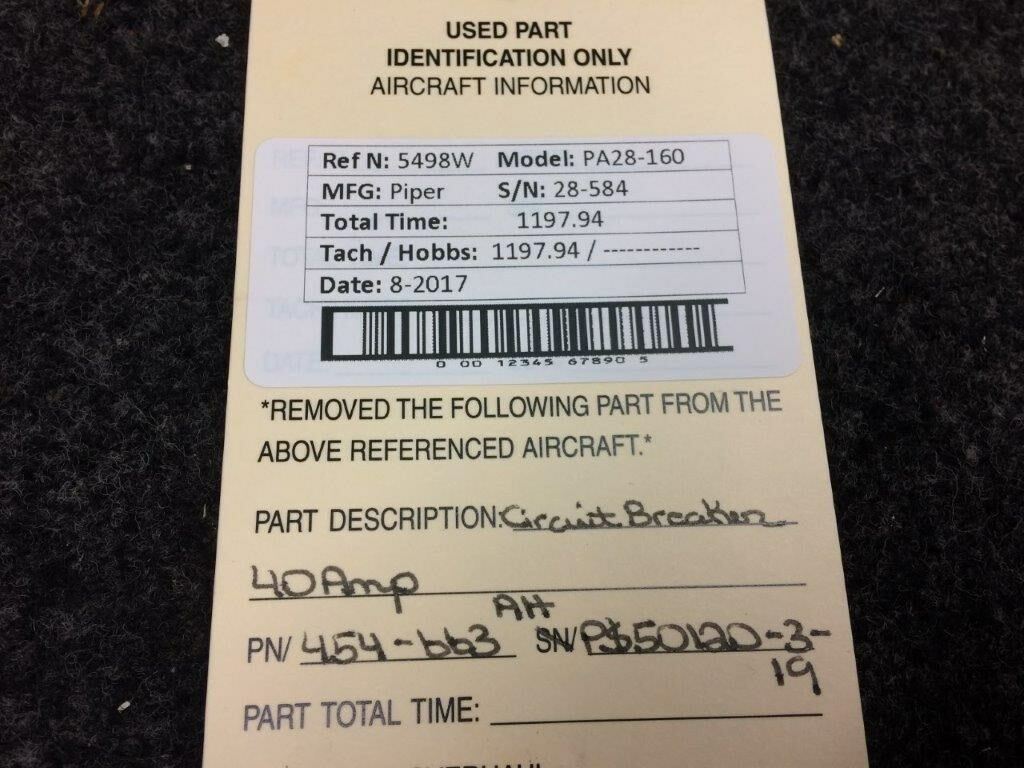 USED PART
IDENTIFICATION ONLY
AIRCRAFT INFORMATION
Ref N: 5498W Model: PA28-160
MFG: Piper S/N: 28-584
Total Time: 1197.94
Tach / Hobbs: 1197.94 / ------------
Date: 8-2017
0 00 12345 67890 5
*REMOVED THE FOLLOWING PART FROM THE
ABOVE REFERENCED AIRCRAFT.*
PART DESCRIPTION: Circuit Breaker
40 Amp
AH
PN/ 454-663 SN/
19
PART TOTAL TIME: